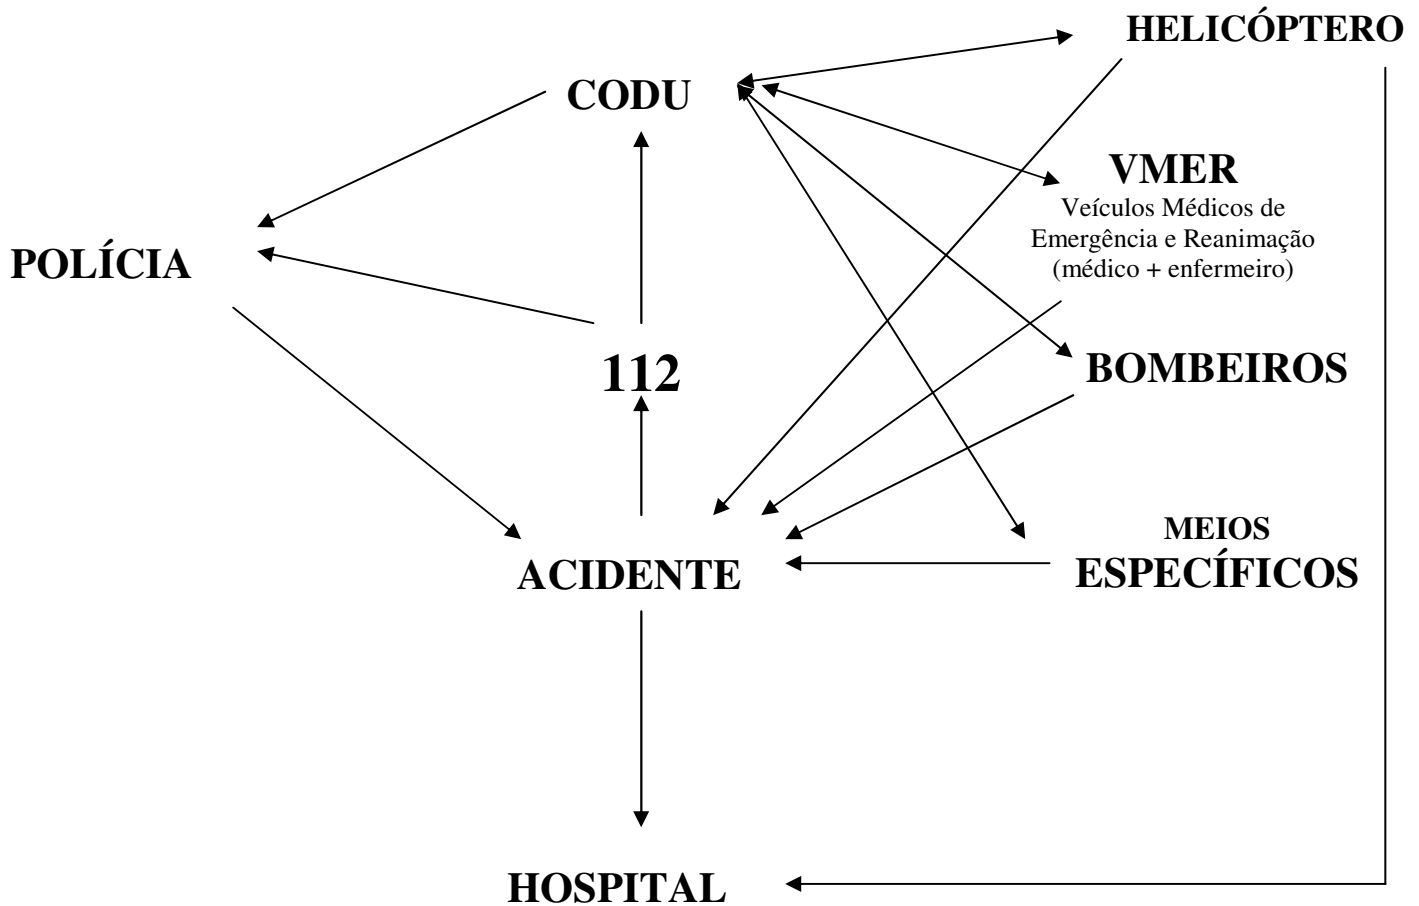 HELICÓPTERO
CODU
VMER
Veículos Médicos de
Emergência e Reanimação
(médico + enfermeiro)
POLÍCIA
112
BOMBEIROS
MEIOS
ESPECÍFICOS
ACIDENTE
HOSPITAL